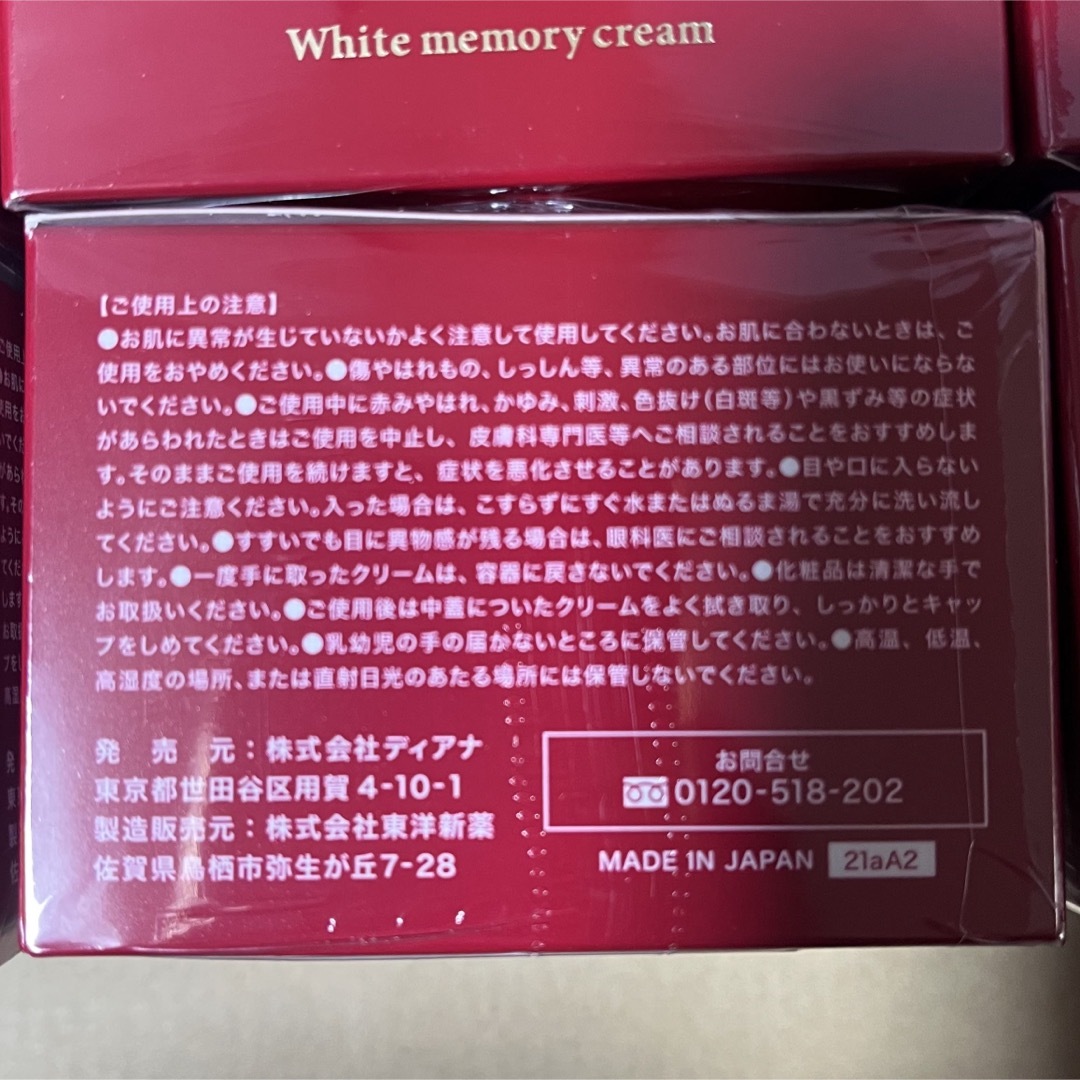 White memory cream
【ご使用上の注意】
●お肌に異常が生じていないかよく注意して使用してください。お肌に合わないときは、ご
使用をおやめください。●傷やはれもの、しっしん等、異常のある部位にはお使いにならな
いでください。●ご使用中に赤みやはれ、かゆみ、刺激、色抜け(白斑等)や黒ずみ等の症状
があらわれたときはご使用を中止し、皮膚科専門医等へご相談されることをおすすめしま
す。そのままご使用を続けますと、症状を悪化させることがあります。●目や口に入らない
ようにご注意ください。入った場合は、こすらずにすぐ水またはぬるま湯で充分に洗い流し
てください。●すすいでも目に異物感が残る場合は、眼科医にご相談されることをおすすめ
します。●一度手に取ったクリームは、容器に戻さないでください。●化粧品は清潔な手で
お取扱いください。●ご使用後は中蓋についたクリームをよく拭き取り、しっかりとキャッ
プをしめてください。●乳幼児の手の届かないところに保管してください。●高温、低温、
高湿度の場所、または直射日光のあたる場所には保管しないでください。
発売元:株式会社ディアナ
東京都世田谷区用賀4-10-1
製造販売元:株式会社東洋新薬
佐賀県鳥栖市弥生が丘7-28
お問合せ
0120-518-202
MADE IN JAPAN 21aA2